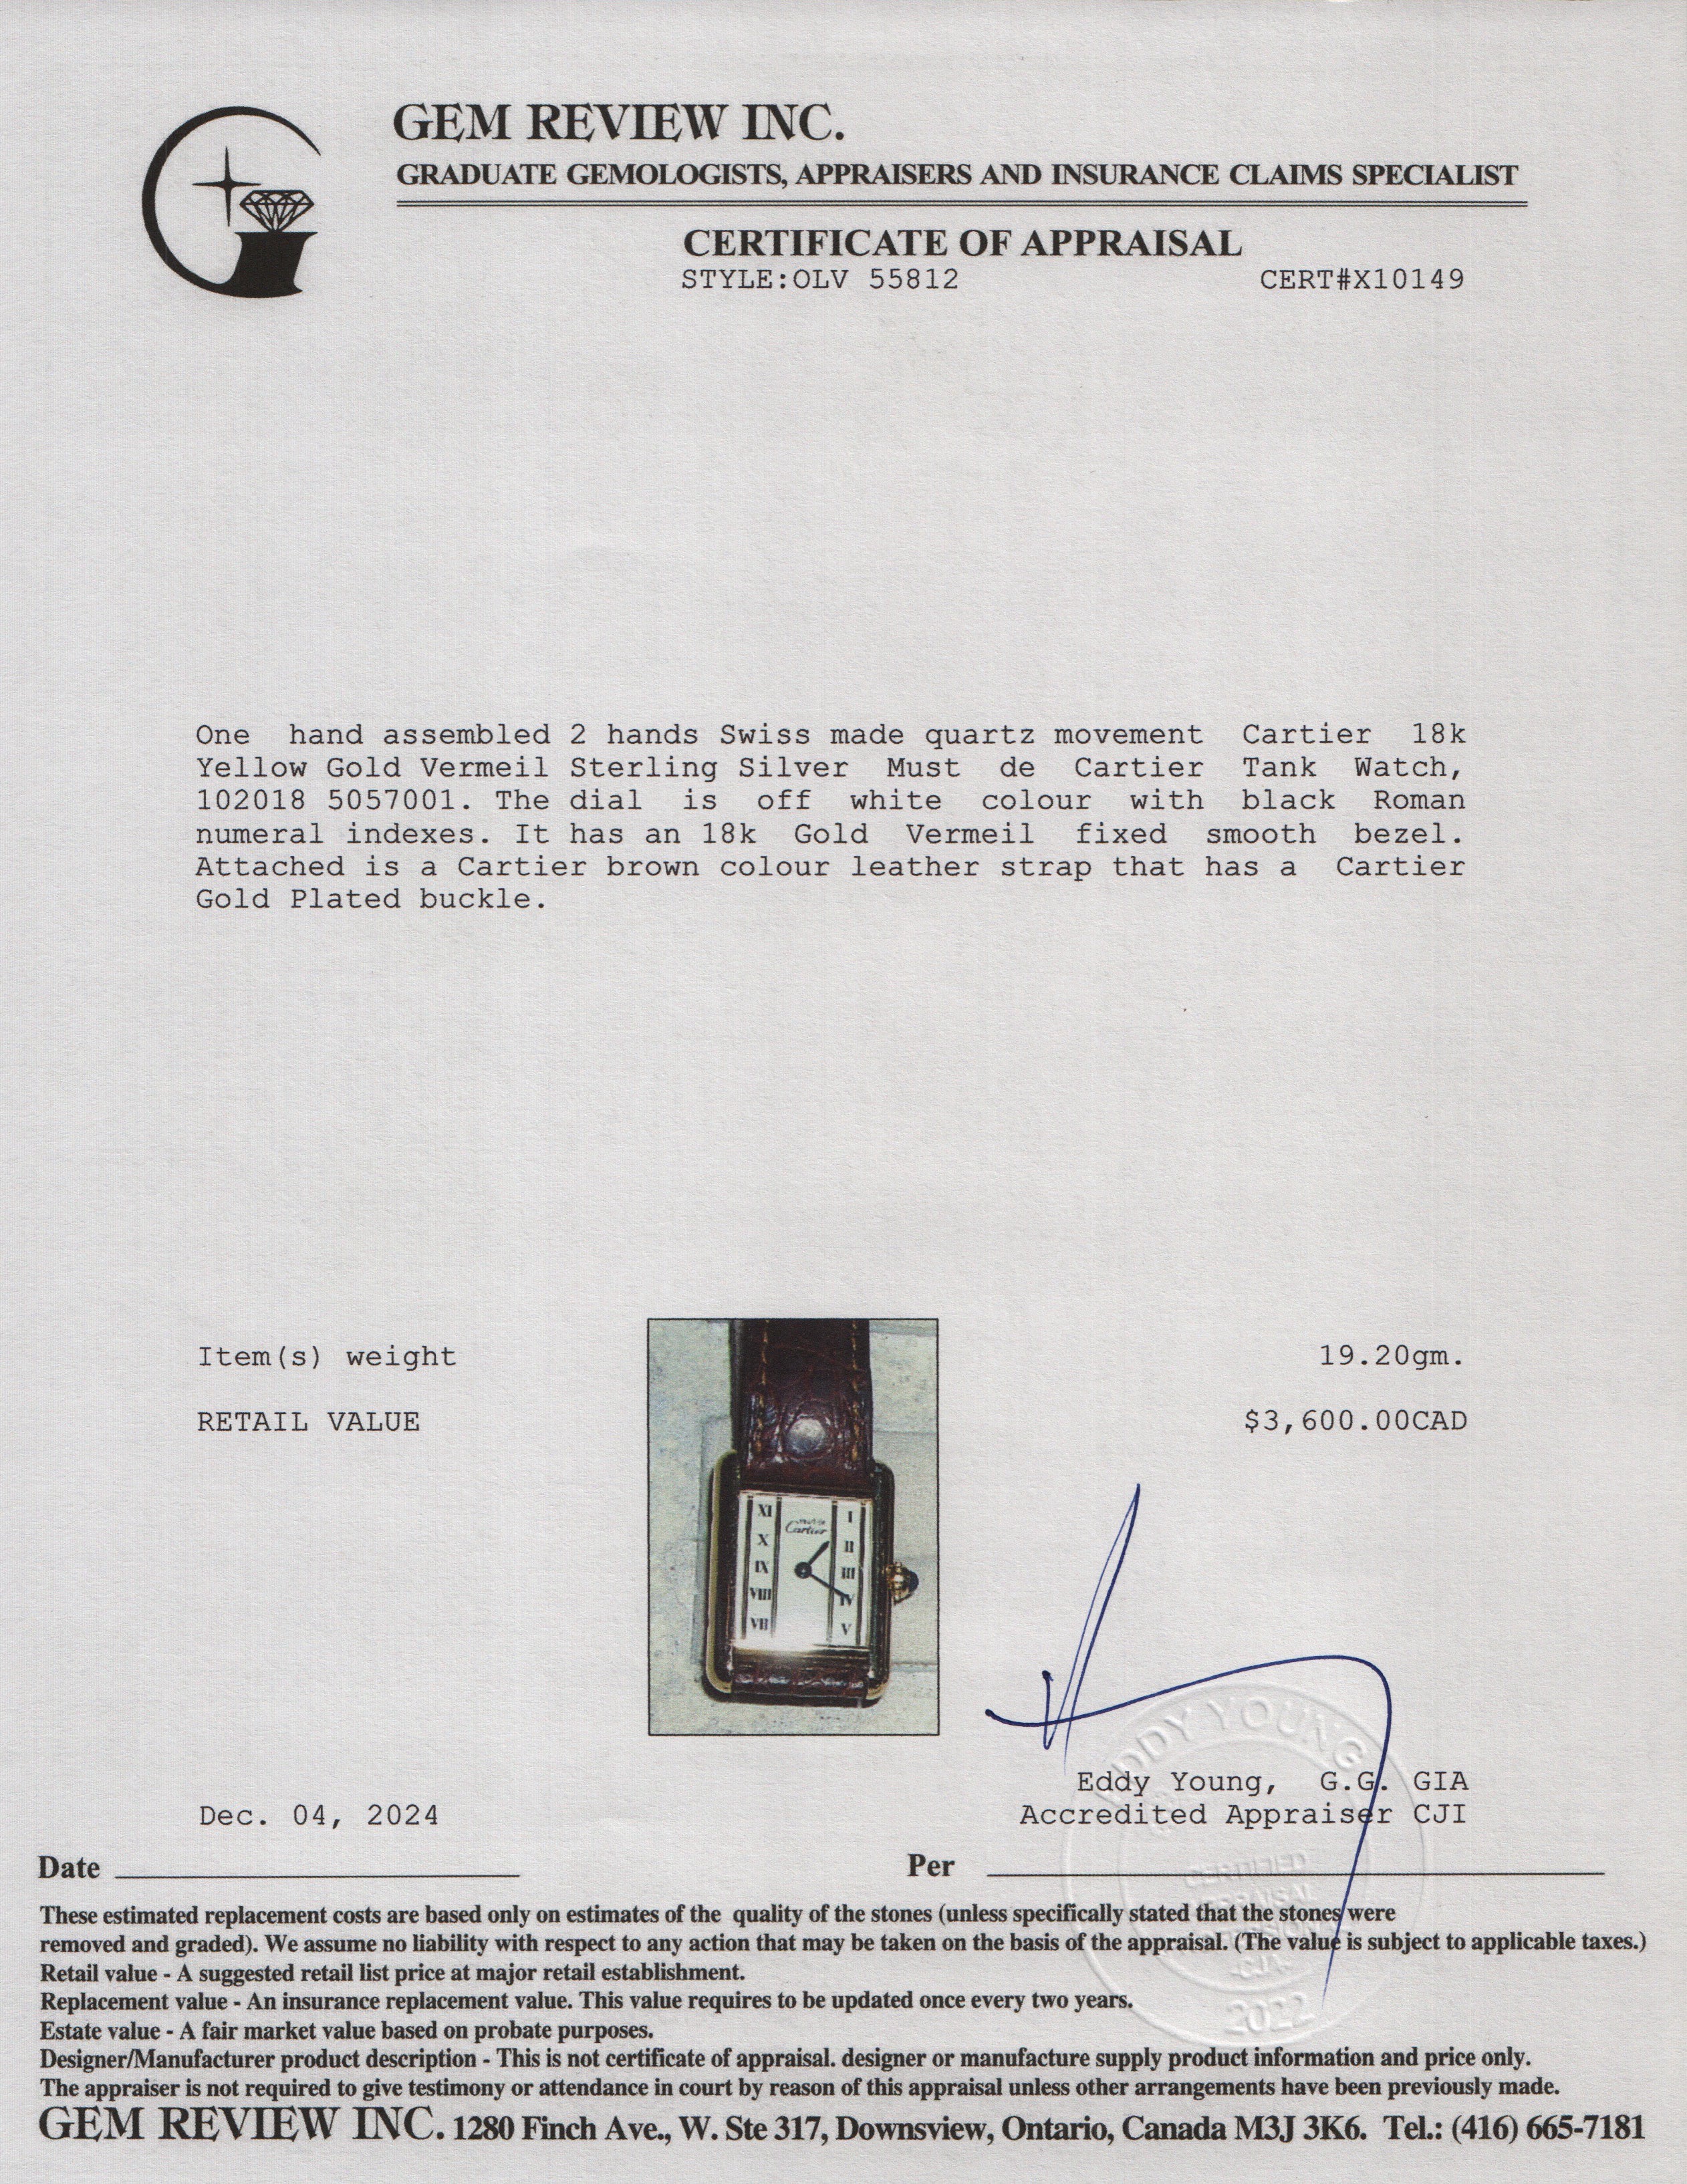 GEM REVIEW INC.
GRADUATE GEMOLOGISTS, APPRAISERS AND INSURANCE CLAIMS SPECIALIST
CERTIFICATE OF APPRAISAL
STYLE:OLV 55812 CERT#X10149
One hand assembled 2 hands Swiss made quartz movement Cartier 18k
Yellow Gold Vermeil Sterling Silver Must de Cartier Tank Watch,
102018 5057001. The dial is off white colour with black Roman
numeral indexes. It has an 18k Gold Vermeil fixed smooth bezel.
Attached is a Cartier brown colour leather strap that has a Cartier
Gold Plated buckle.
Item(s) weight 19.20gm.
RETAIL VALUE $3,600.00CAD
XI I
Cartier
X II
IX III
VIII IV
VII V
EDDY YOUNG
Eddy Young, G.G. GIA
Dec. 04, 2024 Accredited Appraiser CJI
Date Per
CERTIFIED
2022
These estimated replacement costs are based only on estimates of the quality of the stones (unless specifically stated that the stones were
removed and graded). We assume no liability with respect to any action that may be taken on the basis of the appraisal. (The value is subject to applicable taxes.)
Retail value - A suggested retail list price at major retail establishment.
Replacement value - An insurance replacement value. This value requires to be updated once every two years.
Estate value - A fair market value based on probate purposes.
Designer/Manufacturer product description - This is not certificate of appraisal. designer or manufacture supply product information and price only.
The appraiser is not required to give testimony or attendance in court by reason of this appraisal unless other arrangements have been previously made.
GEM REVIEW INC. 1280 Finch Ave., W. Ste 317, Downsview, Ontario, Canada M3J 3K6. Tel.: (416) 665-7181